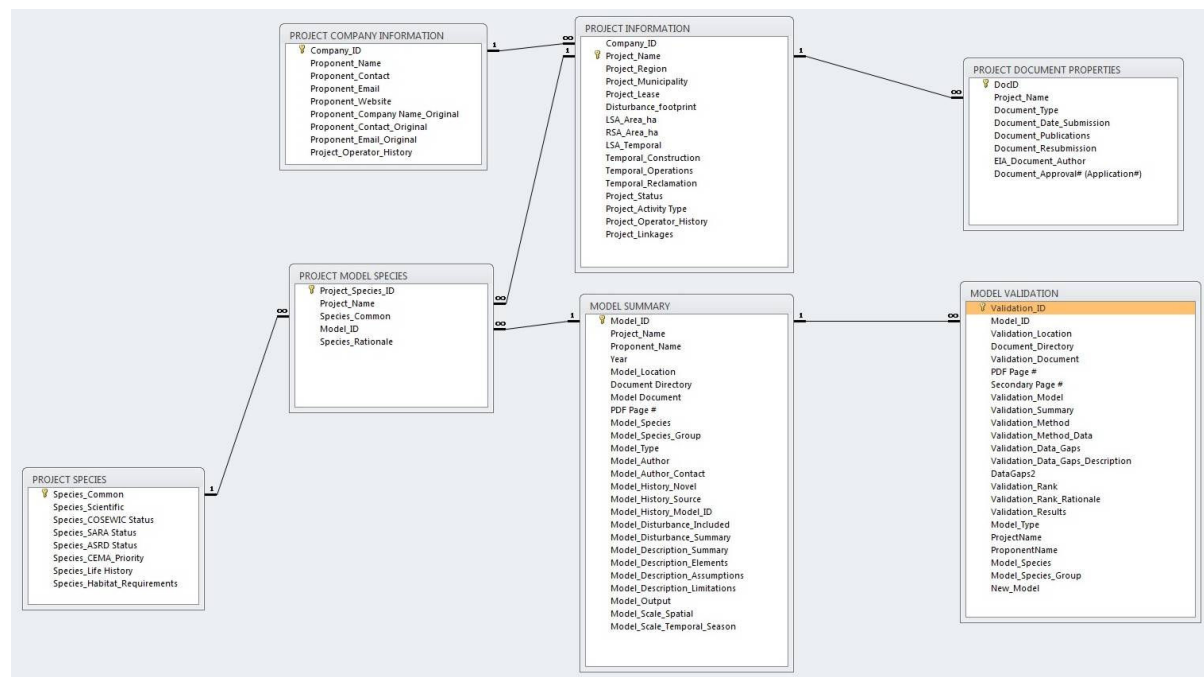 PROJECT COMPANY INFORMATION
Company_ID
Proponent_Name
Proponent_Contact
Proponent_Email
Proponent_Website
Proponent_Company Name_Original
Proponent_Contact_Original
Proponent_Email_Original
Project_Operator_History
1
∞
PROJECT INFORMATION
Company_ID
Project_Name
Project_Region
Project_Municipality
Project_Lease
Disturbance_footprint
LSA_Area_ha
RSA_Area_ha
LSA_Temporal
Temporal_Construction
Temporal_Operations
Temporal_Reclamation
Project_Status
Project_Activity Type
Project_Operator_History
Project_Linkages
1
1
∞
PROJECT DOCUMENT PROPERTIES
DocID
Project_Name
Document_Type
Document_Date_Submission
Document_Publications
Document_Resubmission
EIA_Document_Author
Document_Approval# (Application#)
PROJECT MODEL SPECIES
Project_Species_ID
Project_Name
Species_Common
Model_ID
Species_Rationale
∞
∞
∞
1
MODEL SUMMARY
Model_ID
Project_Name
Proponent_Name
Year
Model_Location
Document Directory
Model Document
PDF Page #
Model_Species
Model_Species_Group
Model_Type
Model_Author
Model_Author_Contact
Model_History_Novel
Model_History_Source
Model_History_Model_ID
Model_Disturbance_Included
Model_Disturbance_Summary
Model_Description_Summary
Model_Description_Elements
Model_Description_Assumptions
Model_Description_Limitations
Model_Output
Model_Scale_Spatial
Model_Scale_Temporal_Season
1
∞
MODEL VALIDATION
Validation_ID
Model_ID
Validation_Location
Document_Directory
Validation_Document
PDF Page #
Secondary Page #
Validation_Model
Validation_Summary
Validation_Method
Validation_Method_Data
Validation_Data_Gaps
Validation_Data_Gaps_Description
DataGaps2
Validation_Rank
Validation_Rank_Rationale
Validation_Results
Model_Type
ProjectName
ProponentName
Model_Species
Model_Species_Group
New_Model
PROJECT SPECIES
Species_Common
Species_Scientific
Species_COSEWIC Status
Species_SARA Status
Species_ASRD Status
Species_CEMA_Priority
Species_Life History
Species_Habitat_Requirements
1